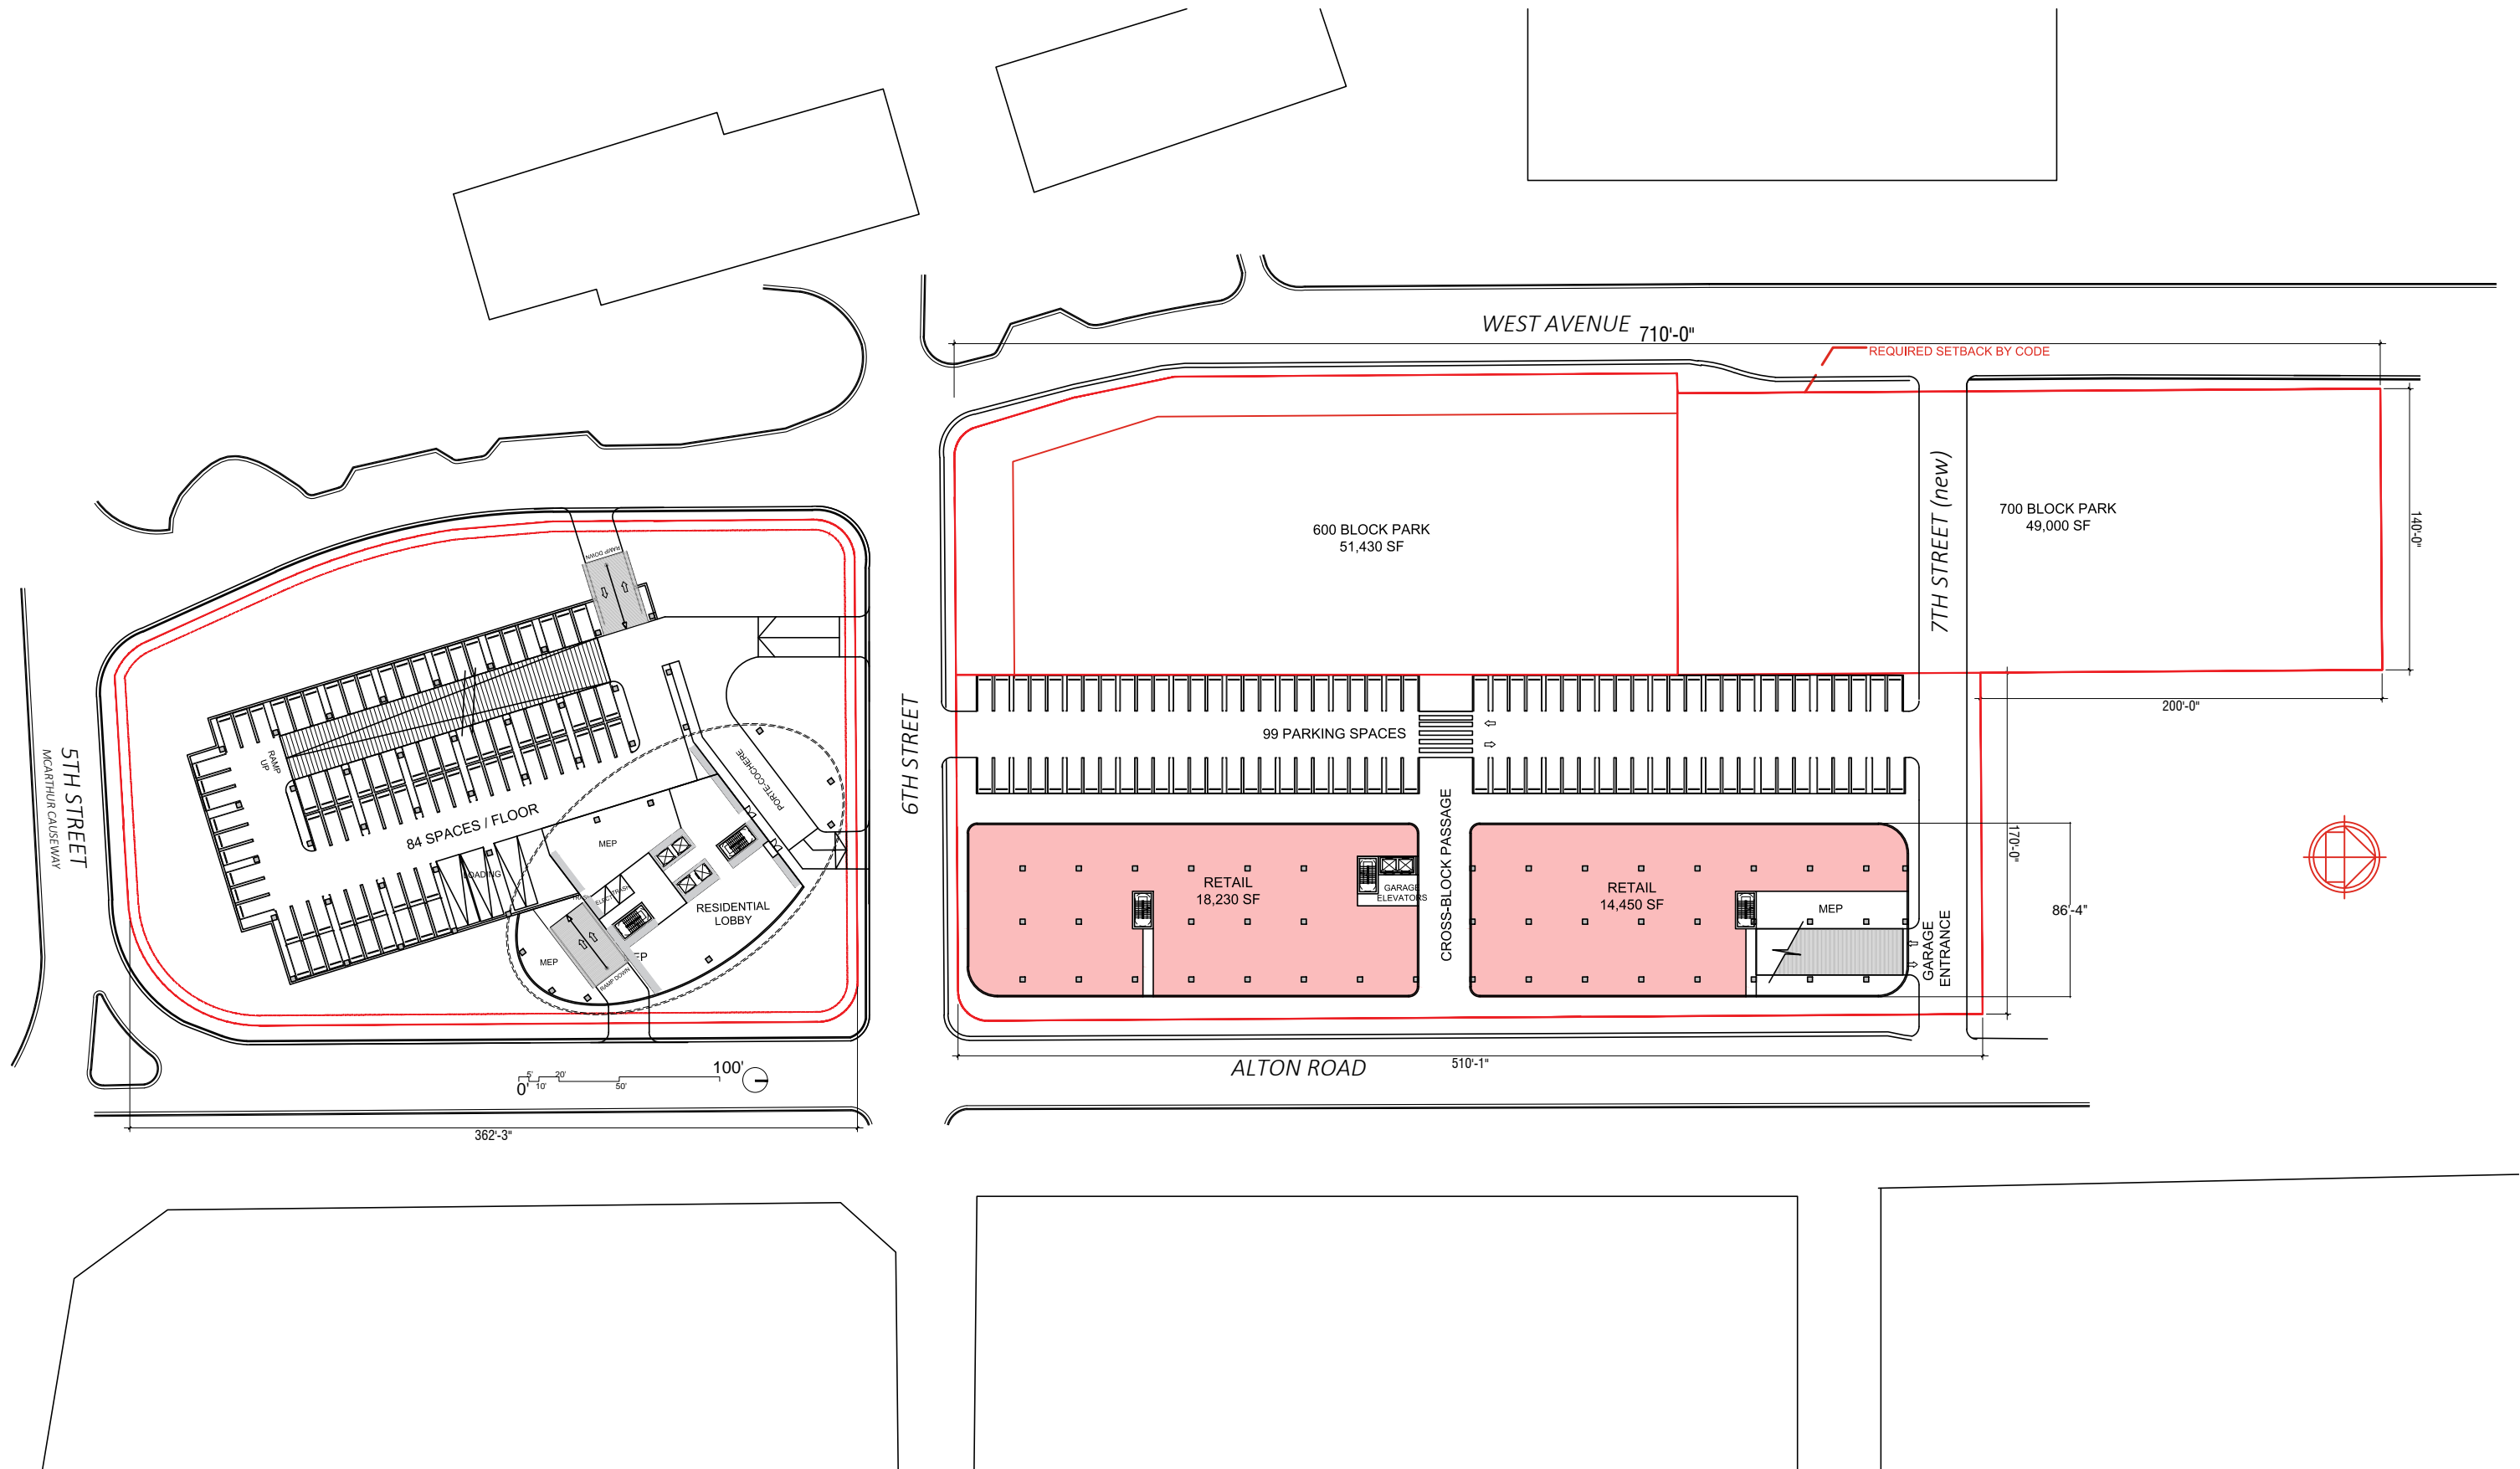 WEST AVENUE
710'-0"
REQUIRED SETBACK BY CODE
600 BLOCK PARK
51,430 SF
7TH STREET (new)
700 BLOCK PARK
49,000 SF
140'-0"
200'-0"
RAMP DOWN
RAMP
UP
84 SPACES / FLOOR
PORTE-COCHERE
MEP
LOADING
TRASH
ELECT
RESIDENTIAL
LOBBY
MEP
RAMP DOWN
5TH STREET
MCARTHUR CAUSEWAY
6TH STREET
99 PARKING SPACES
CROSS-BLOCK PASSAGE
RETAIL
18,230 SF
GARAGE
ELEVATORS
RETAIL
14,450 SF
MEP
GARAGE
ENTRANCE
170'-0"
86'-4"
ALTON ROAD
510'-1"
0'
5'
10'
20'
50'
100'
362'-3"